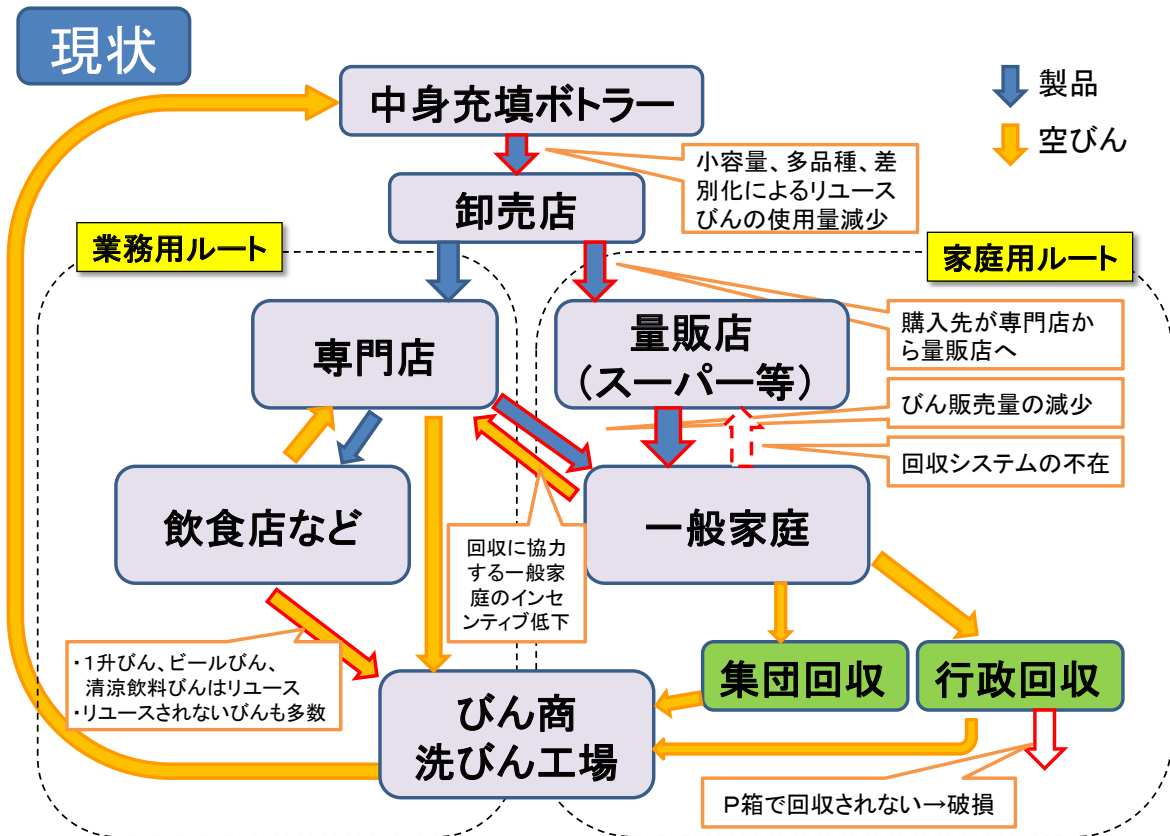 現状
中身充填ボトラー
製品
空びん
小容量、多品種、差
別化によるリユース
びんの使用量減少
卸売店
業務用ルート
家庭用ルート
専門店
量販店
（スーパー等）
購入先が専門店か
ら量販店へ
びん販売量の減少
回収システムの不在
飲食店など
一般家庭
回収に協力
する一般家
庭のインセ
ンティブ低下
・１升びん、ビールびん、
清涼飲料びんはリユース
・リユースされないびんも多数
集団回収
行政回収
びん商
洗びん工場
Ｐ箱で回収されない→破損